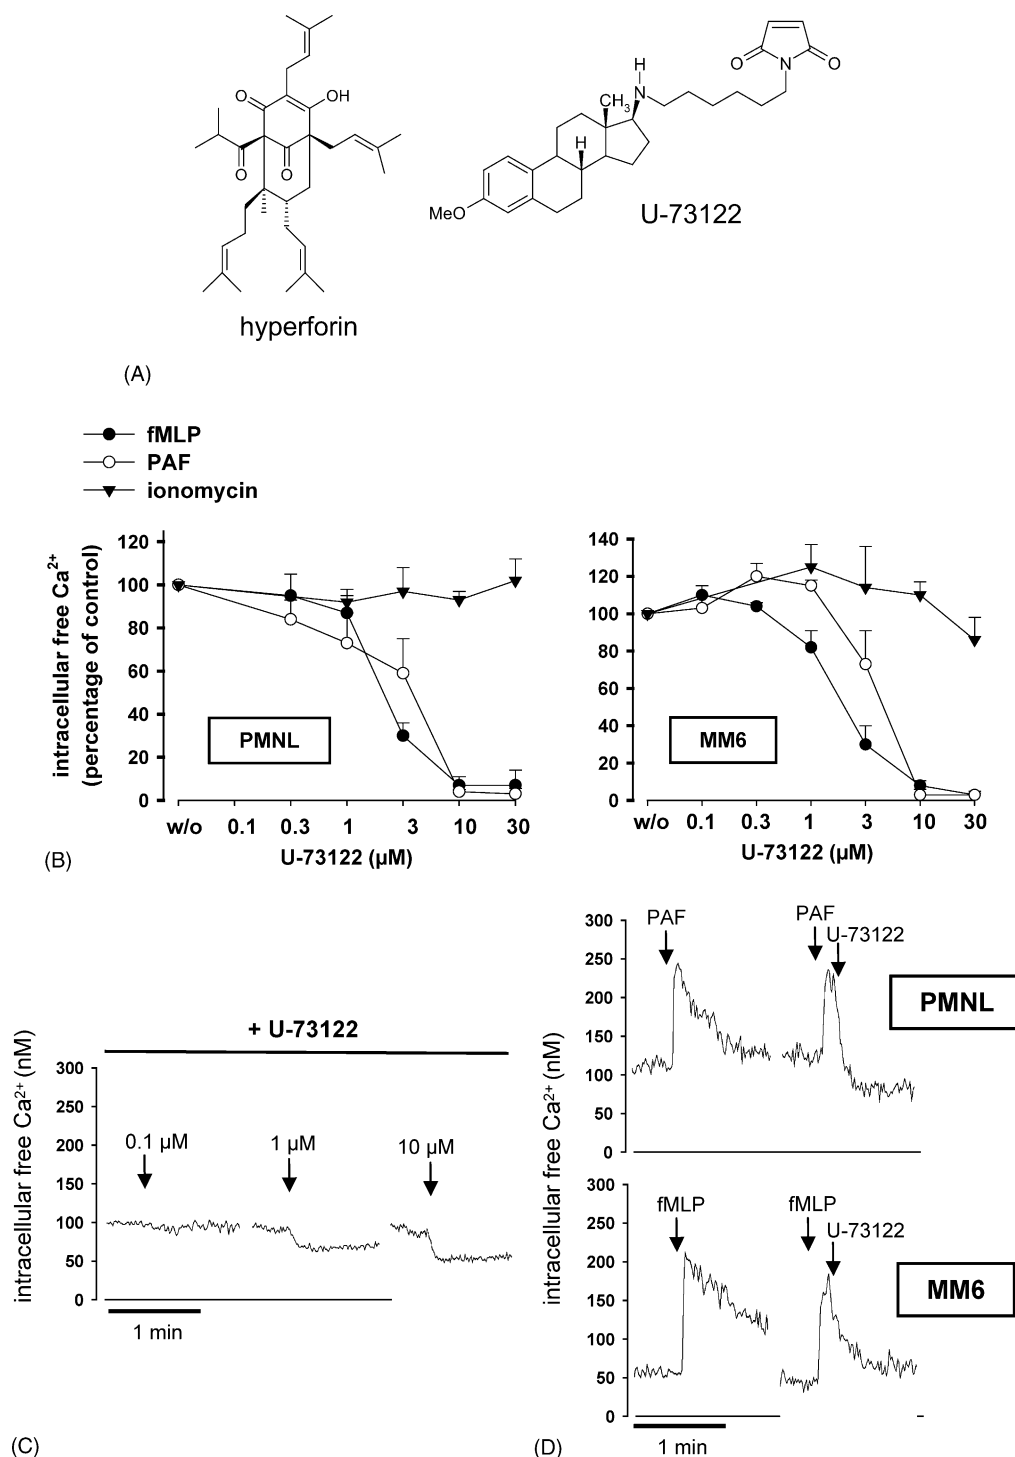 O
OH
O
O
O
hyperforin
H
N
CH3
H
MeO
O
N
O
U-73122
(A)
fMLP
PAF
ionomycin
intracellular free Ca2+
(percentage of control)
120
100
80
60
40
20
0
PMNL
w/o 0.1 0.3 1 3 10 30
U-73122 (µM)
140
120
100
80
60
40
20
0
MM6
w/o 0.1 0.3 1 3 10 30
U-73122 (µM)
(B)
+ U-73122
intracellular free Ca2+ (nM)
300
250
200
150
100
50
0
0.1 µM
1 µM
10 µM
1 min
(C)
intracellular free Ca2+ (nM)
300
250
200
150
100
50
0
PAF
PAF
U-73122
PMNL
300
250
200
150
100
50
0
fMLP
fMLP
U-73122
MM6
1 min
(D)